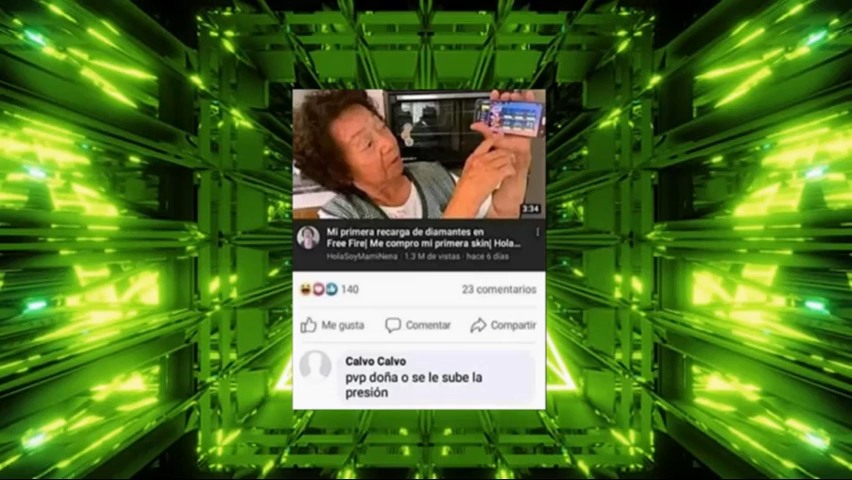 3:34
Mi primera recarga de diamantes en
Free Fire| Me compro mi primera skin| Hola...
HolaSoyMamiNena · 1.3 M de vistas · hace 6 días
140
23 comentarios
Me gusta
Comentar
Compartir
Calvo Calvo
pvp doña o se le sube la
presión